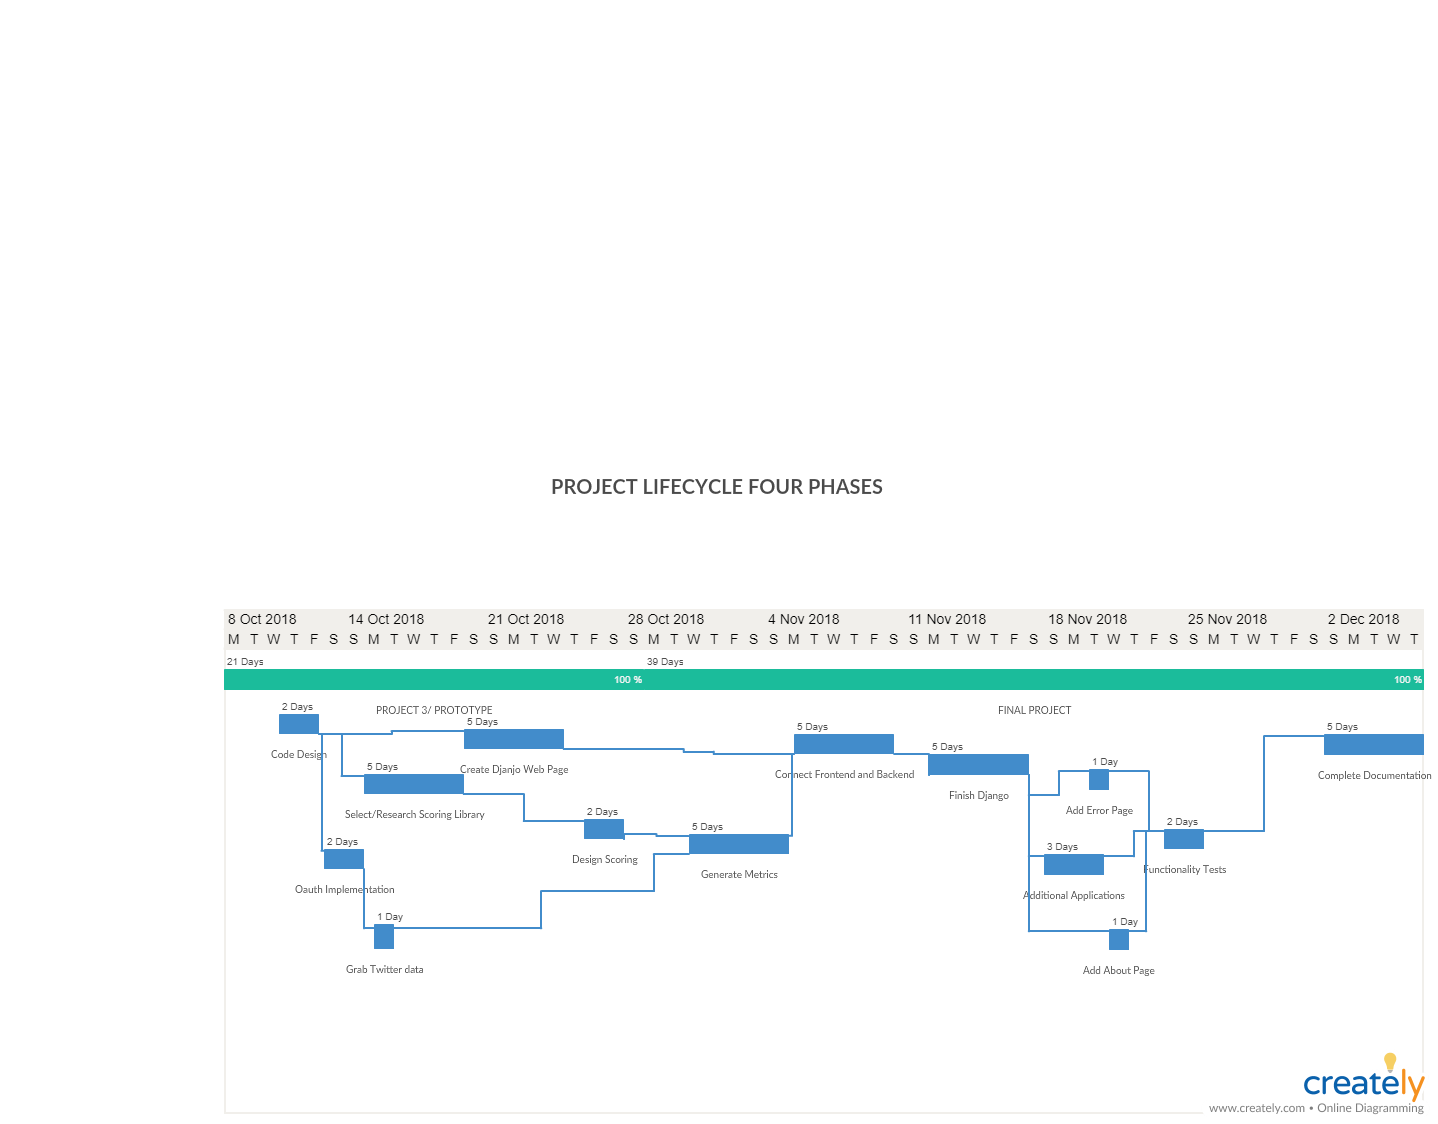 PROJECT LIFECYCLE FOUR PHASES
8 Oct 2018 14 Oct 2018 21 Oct 2018 28 Oct 2018 4 Nov 2018 11 Nov 2018 18 Nov 2018 25 Nov 2018 2 Dec 2018
M T W T F S S M T W T F S S M T W T F S S M T W T F S S M T W T F S S M T W T F S S M T W T F S S M T W T F S S M T W T
21 Days 39 Days
100 % 100 %
2 Days
PROJECT 3/ PROTOTYPE
FINAL PROJECT
5 Days
5 Days
5 Days
5 Days
Code Design
Create Djanjo Web Page
Connect Frontend and Backend
Complete Documentation
5 Days
1 Day
Finish Django
Add Error Page
Select/Research Scoring Library
2 Days
2 Days
5 Days
2 Days
3 Days
Design Scoring
Generate Metrics
Functionality Tests
Oauth Implementation
Additional Applications
1 Day
1 Day
Grab Twitter data
Add About Page
creately
www.creately.com • Online Diagramming